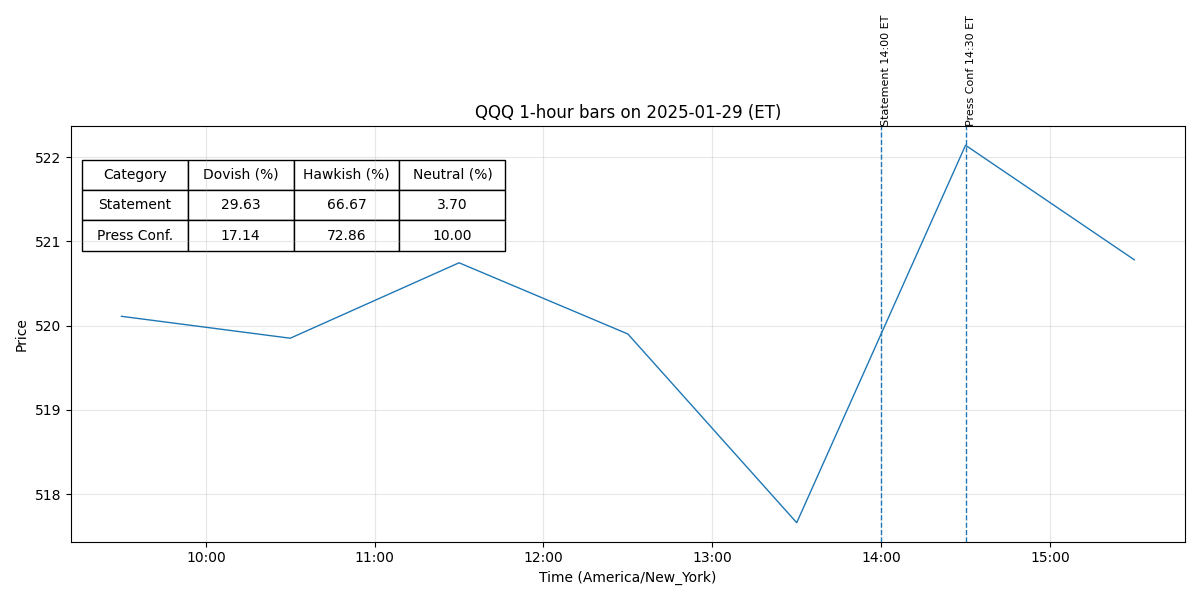 Statement 14:00 ET
Press Conf 14:30 ET
QQQ 1-hour bars on 2025-01-29 (ET)
Category Dovish (%) Hawkish (%) Neutral (%)
Statement 29.63 66.67 3.70
Press Conf. 17.14 72.86 10.00
522
521
520
519
518
Price
10:00 11:00 12:00 13:00 14:00 15:00
Time (America/New_York)